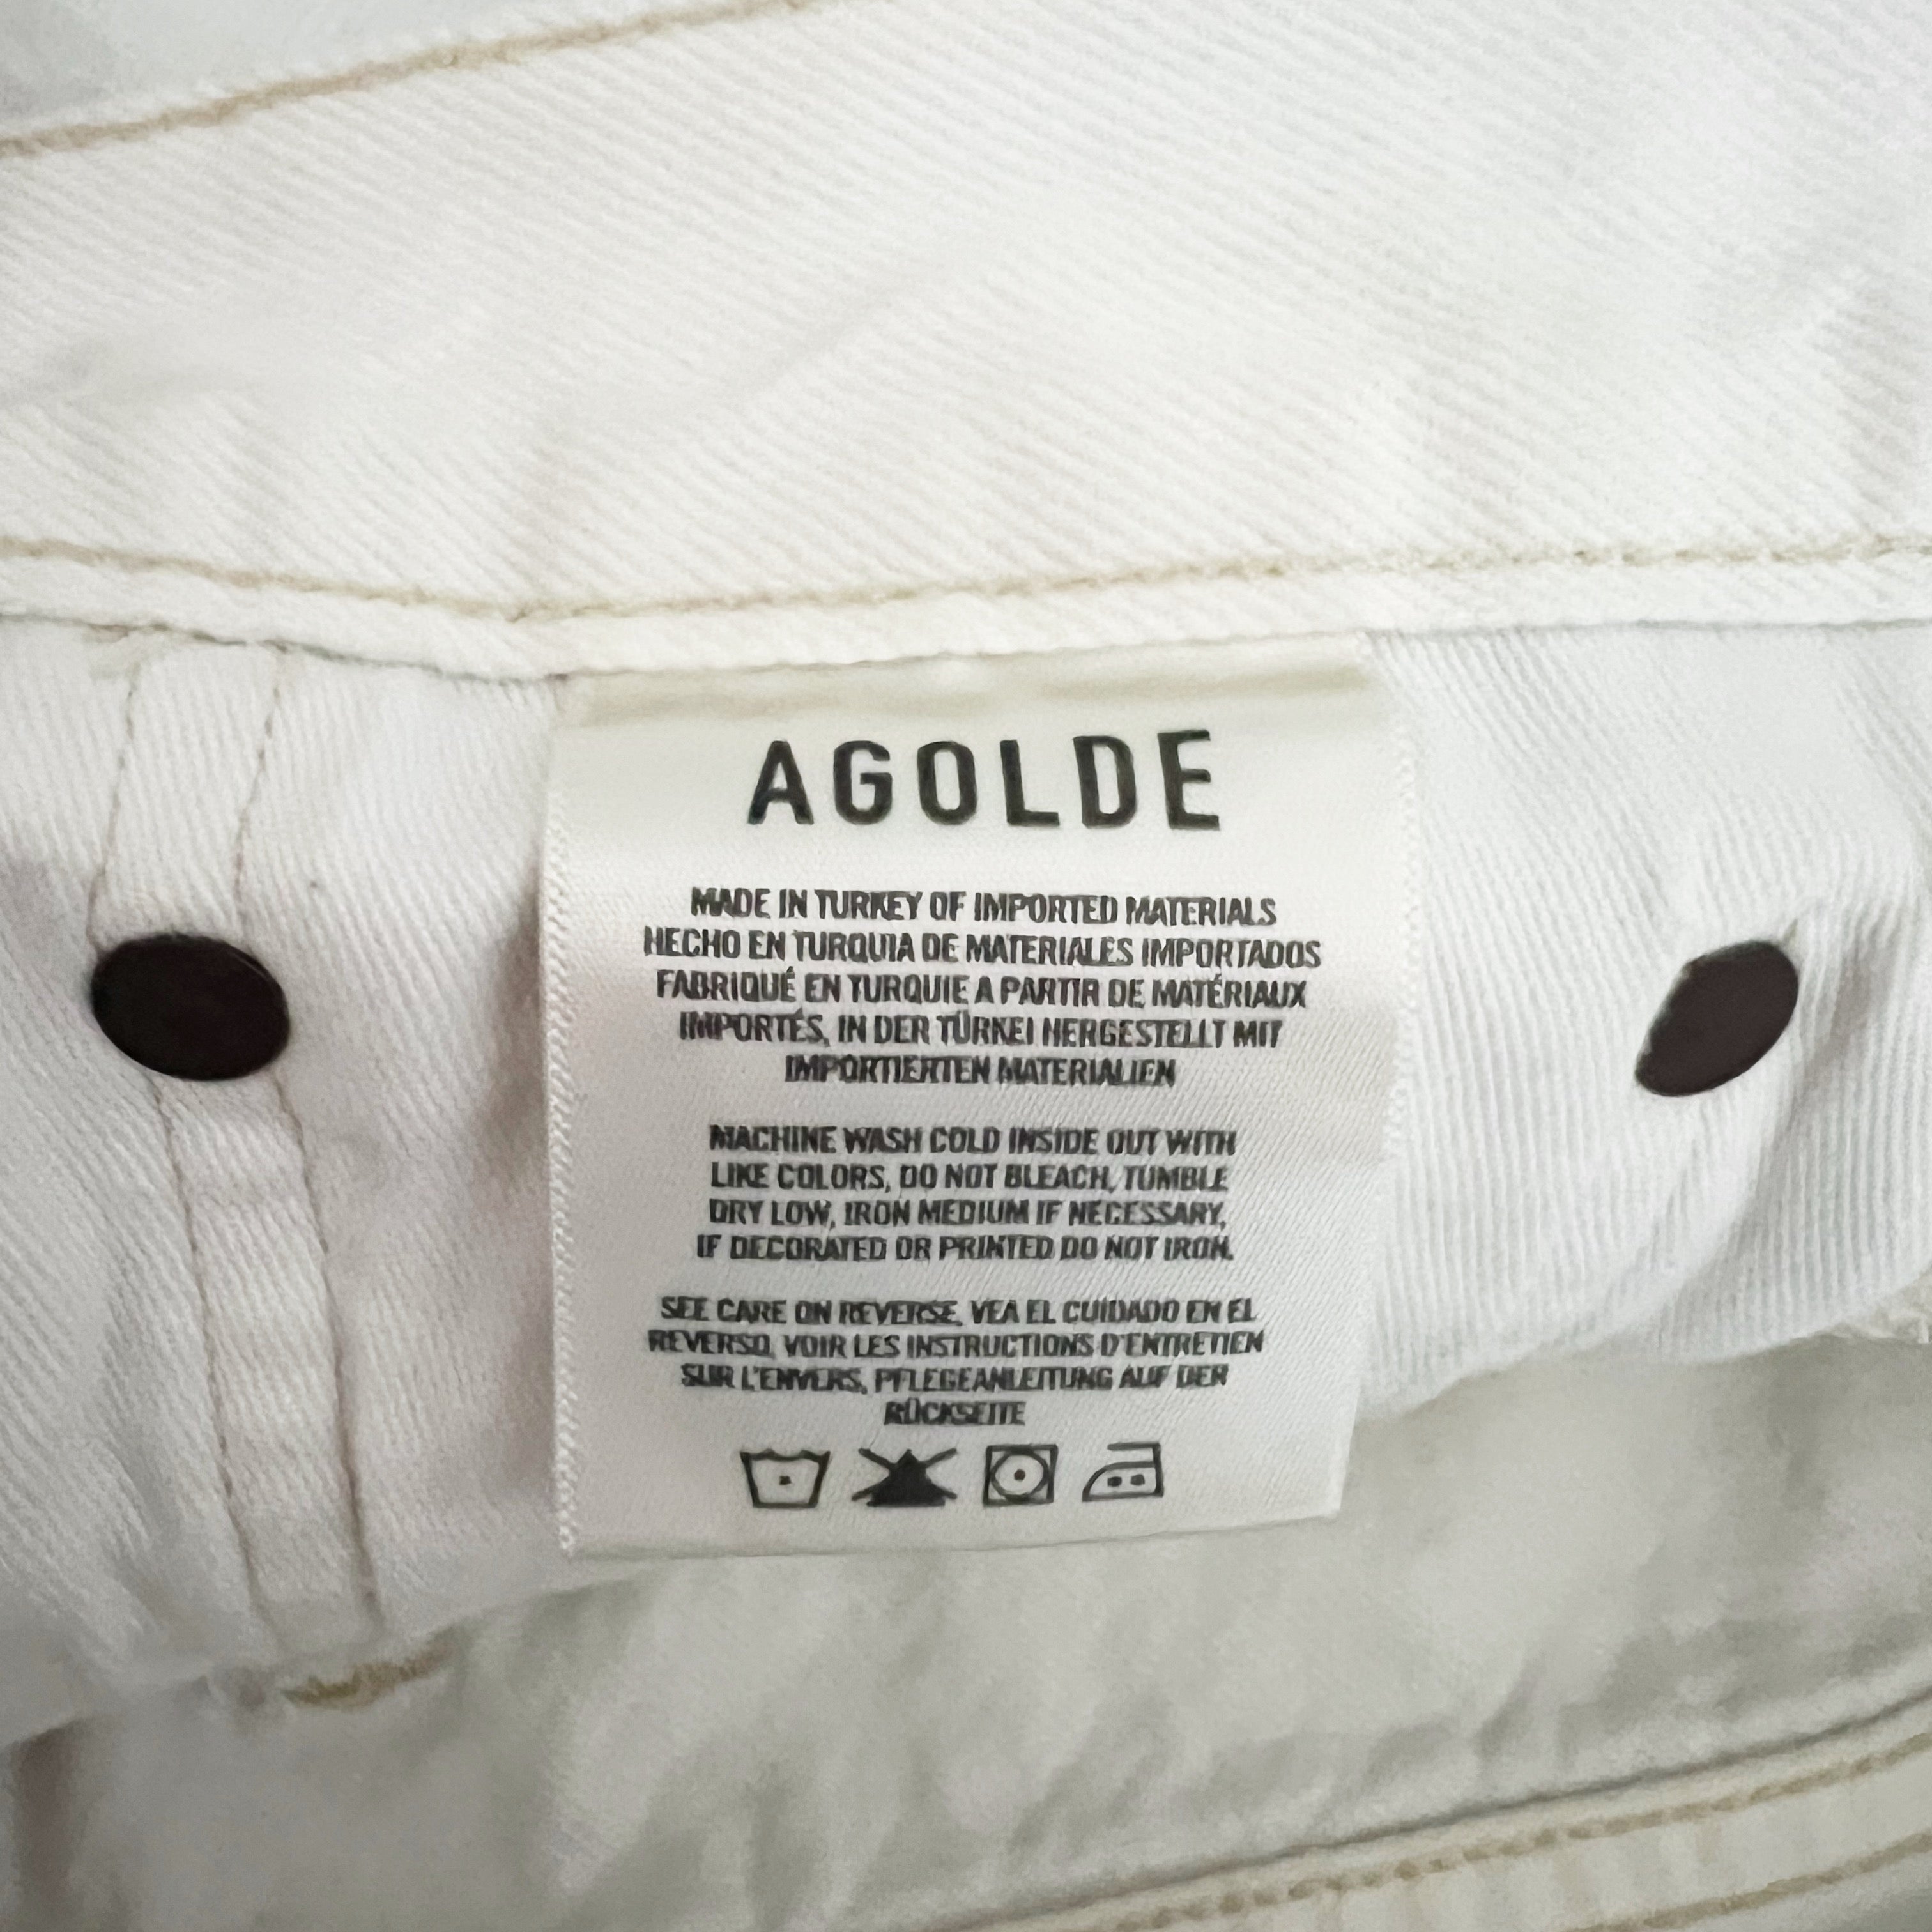 AGOLDE
MADE IN TURKEY OF IMPORTED MATERIALS
HECHO EN TURQUIA DE MATERIALES IMPORTADOS
FABRIQUÉ EN TURQUIE A PARTIR DE MATÉRIAUX
IMPORTÉS, IN DER TÜRKEI HERGESTELLT MIT
IMPORTIERTEN MATERIALIEN
MACHINE WASH COLD INSIDE OUT WITH
LIKE COLORS, DO NOT BLEACH, TUMBLE
DRY LOW, IRON MEDIUM IF NECESSARY,
IF DECORATED OR PRINTED DO NOT IRON.
SEE CARE ON REVERSE, VEA EL CUIDADO EN EL
REVERSO, VOIR LES INSTRUCTIONS D'ENTRETIEN
SUR L'ENVERS, PFLEGEANLEITUNG AUF DER
RÜCKSEITE